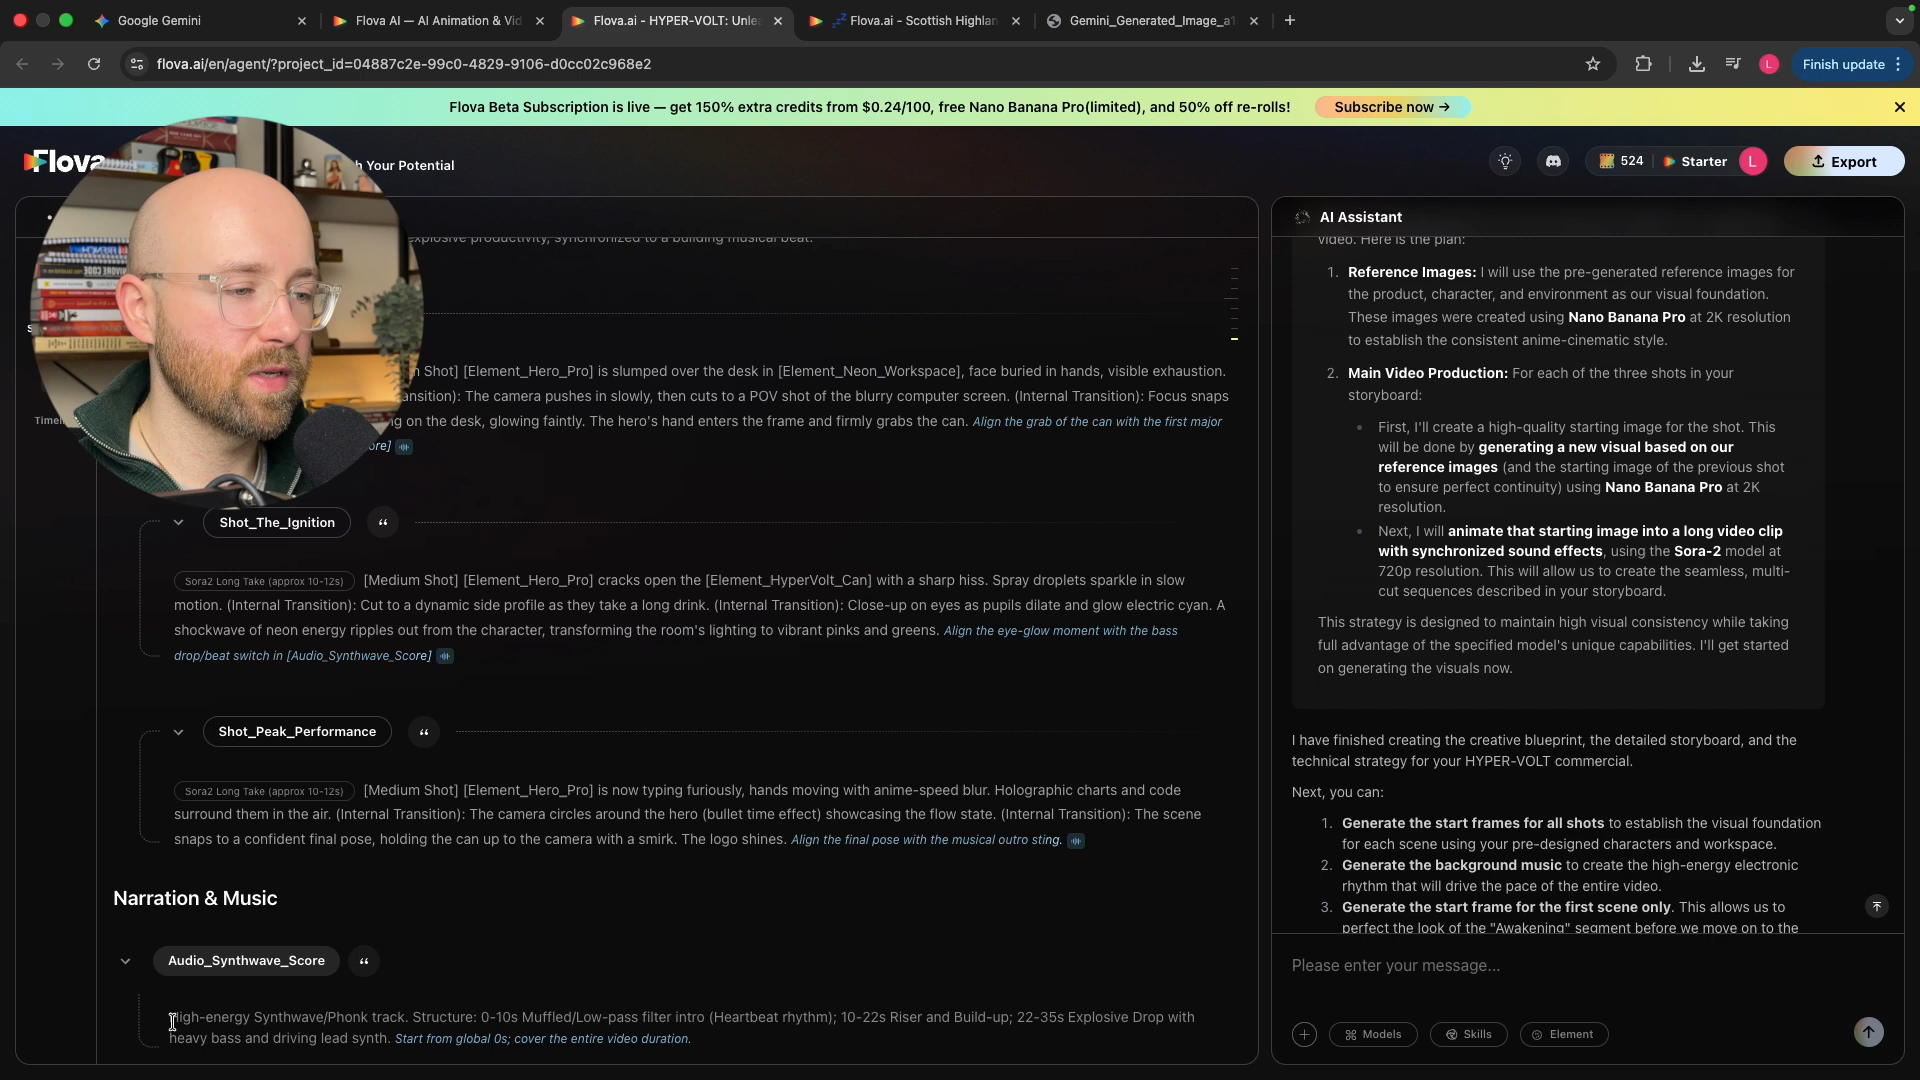 Google Gemini
Flova AI — AI Animation & Vid
Flova.ai - HYPER-VOLT: Unlea
💤 Flova.ai - Scottish Highlan
Gemini_Generated_Image_a1
flova.ai/en/agent/?project_id=04887c2e-99c0-4829-9106-d0cc02c968e2
L
Finish update
Flova Beta Subscription is live — get 150% extra credits from $0.24/100, free Nano Banana Pro(limited), and 50% off re-rolls!
Subscribe now →
Flova
h Your Potential
524
Starter
L
Export
explosive productivity, synchronized to a building musical beat.
Shot] [Element_Hero_Pro] is slumped over the desk in [Element_Neon_Workspace], face buried in hands, visible exhaustion.
ansition): The camera pushes in slowly, then cuts to a POV shot of the blurry computer screen. (Internal Transition): Focus snaps
on the desk, glowing faintly. The hero's hand enters the frame and firmly grabs the can. Align the grab of the can with the first major
ore]
Timeli
Shot_The_Ignition
“
Sora2 Long Take (approx 10-12s) [Medium Shot] [Element_Hero_Pro] cracks open the [Element_HyperVolt_Can] with a sharp hiss. Spray droplets sparkle in slow
motion. (Internal Transition): Cut to a dynamic side profile as they take a long drink. (Internal Transition): Close-up on eyes as pupils dilate and glow electric cyan. A
shockwave of neon energy ripples out from the character, transforming the room's lighting to vibrant pinks and greens. Align the eye-glow moment with the bass
drop/beat switch in [Audio_Synthwave_Score]
Shot_Peak_Performance
“
Sora2 Long Take (approx 10-12s) [Medium Shot] [Element_Hero_Pro] is now typing furiously, hands moving with anime-speed blur. Holographic charts and code
surround them in the air. (Internal Transition): The camera circles around the hero (bullet time effect) showcasing the flow state. (Internal Transition): The scene
snaps to a confident final pose, holding the can up to the camera with a smirk. The logo shines. Align the final pose with the musical outro sting.
Narration & Music
Audio_Synthwave_Score
“
High-energy Synthwave/Phonk track. Structure: 0-10s Muffled/Low-pass filter intro (Heartbeat rhythm); 10-22s Riser and Build-up; 22-35s Explosive Drop with
heavy bass and driving lead synth. Start from global 0s; cover the entire video duration.
AI Assistant
video. Here is the plan:
1. Reference Images: I will use the pre-generated reference images for
the product, character, and environment as our visual foundation.
These images were created using Nano Banana Pro at 2K resolution
to establish the consistent anime-cinematic style.
2. Main Video Production: For each of the three shots in your
storyboard:
• First, I'll create a high-quality starting image for the shot. This
will be done by generating a new visual based on our
reference images (and the starting image of the previous shot
to ensure perfect continuity) using Nano Banana Pro at 2K
resolution.
• Next, I will animate that starting image into a long video clip
with synchronized sound effects, using the Sora-2 model at
720p resolution. This will allow us to create the seamless, multi-
cut sequences described in your storyboard.
This strategy is designed to maintain high visual consistency while taking
full advantage of the specified model's unique capabilities. I'll get started
on generating the visuals now.
I have finished creating the creative blueprint, the detailed storyboard, and the
technical strategy for your HYPER-VOLT commercial.
Next, you can:
1. Generate the start frames for all shots to establish the visual foundation
for each scene using your pre-designed characters and workspace.
2. Generate the background music to create the high-energy electronic
rhythm that will drive the pace of the entire video.
3. Generate the start frame for the first scene only. This allows us to
perfect the look of the "Awakening" segment before we move on to the
Please enter your message...
Models
Skills
Element